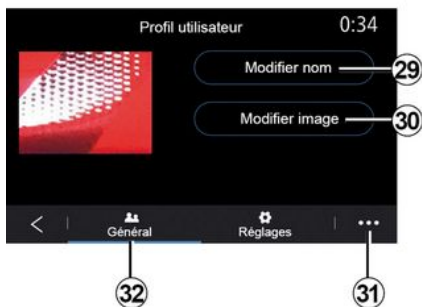 Profil utilisateur 0:34
Modifier nom 29
Modifier image 30
Général Réglages
32 31